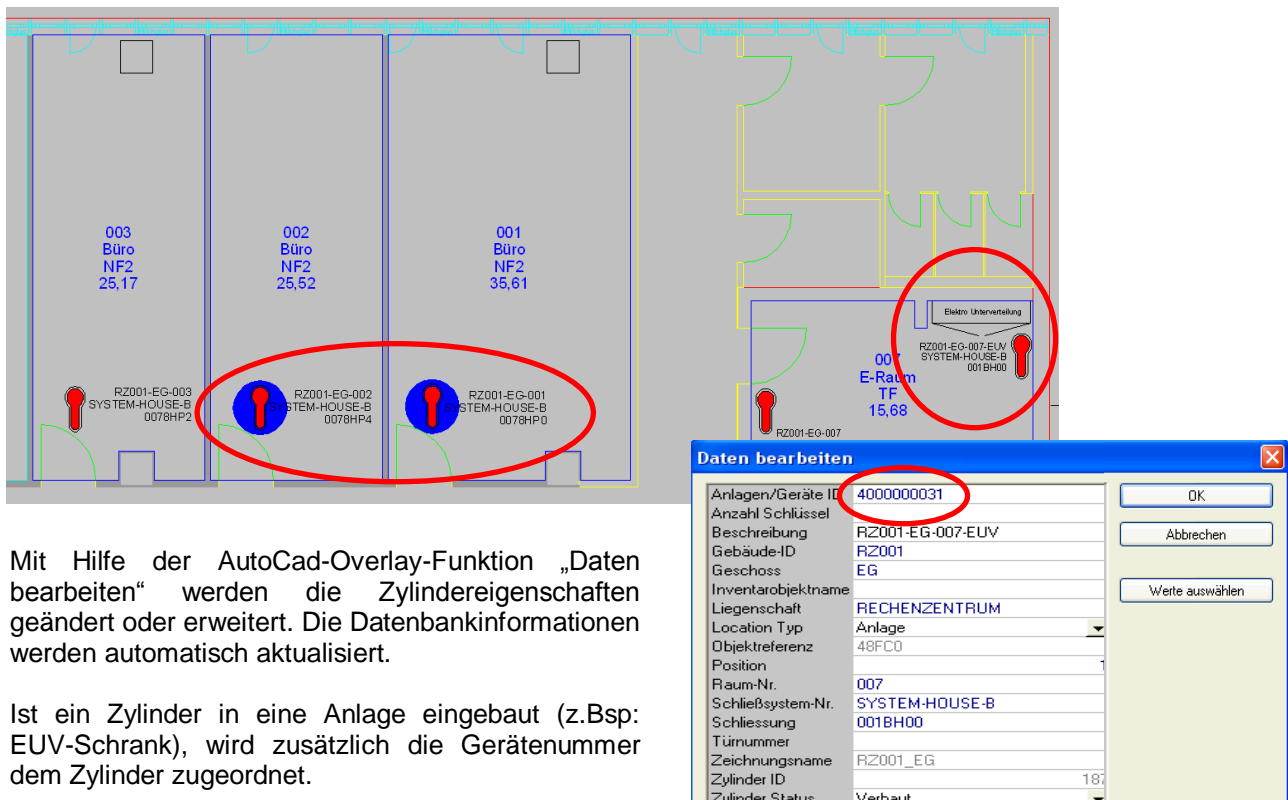 003
Büro
NF2
25,17
002
Büro
NF2
25,52
001
Büro
NF2
35,61
Elektro Unterverteilung
RZ001-EG-007-EUV
SYSTEM-HOUSE-B
001BH00
007
E-Raum
TF
15,68
RZ001-EG-003
SYSTEM-HOUSE-B
0078HP2
RZ001-EG-002
SYSTEM-HOUSE-B
0078HP4
RZ001-EG-001
SYSTEM-HOUSE-B
0078HP0
RZ001-EG-007
Mit Hilfe der AutoCad-Overlay-Funktion „Daten
bearbeiten“ werden die Zylindereigenschaften
geändert oder erweitert. Die Datenbankinformationen
werden automatisch aktualisiert.
Ist ein Zylinder in eine Anlage eingebaut (z.Bsp:
EUV-Schrank), wird zusätzlich die Gerätenummer
dem Zylinder zugeordnet.
Daten bearbeiten
Anlagen/Geräte ID 4000000031
Anzahl Schlüssel
Beschreibung RZ001-EG-007-EUV
Gebäude-ID RZ001
Geschoss EG
Inventarobjektname
Liegenschaft RECHENZENTRUM
Location Typ Anlage
Objektreferenz 48FC0
Position 1
Raum-Nr. 007
Schließsystem-Nr. SYSTEM-HOUSE-B
Schliessung 001BH00
Türnummer
Zeichnungsname RZ001_EG
Zylinder ID 187
Zylinder Status Verbaut
OK
Abbrechen
Werte auswählen